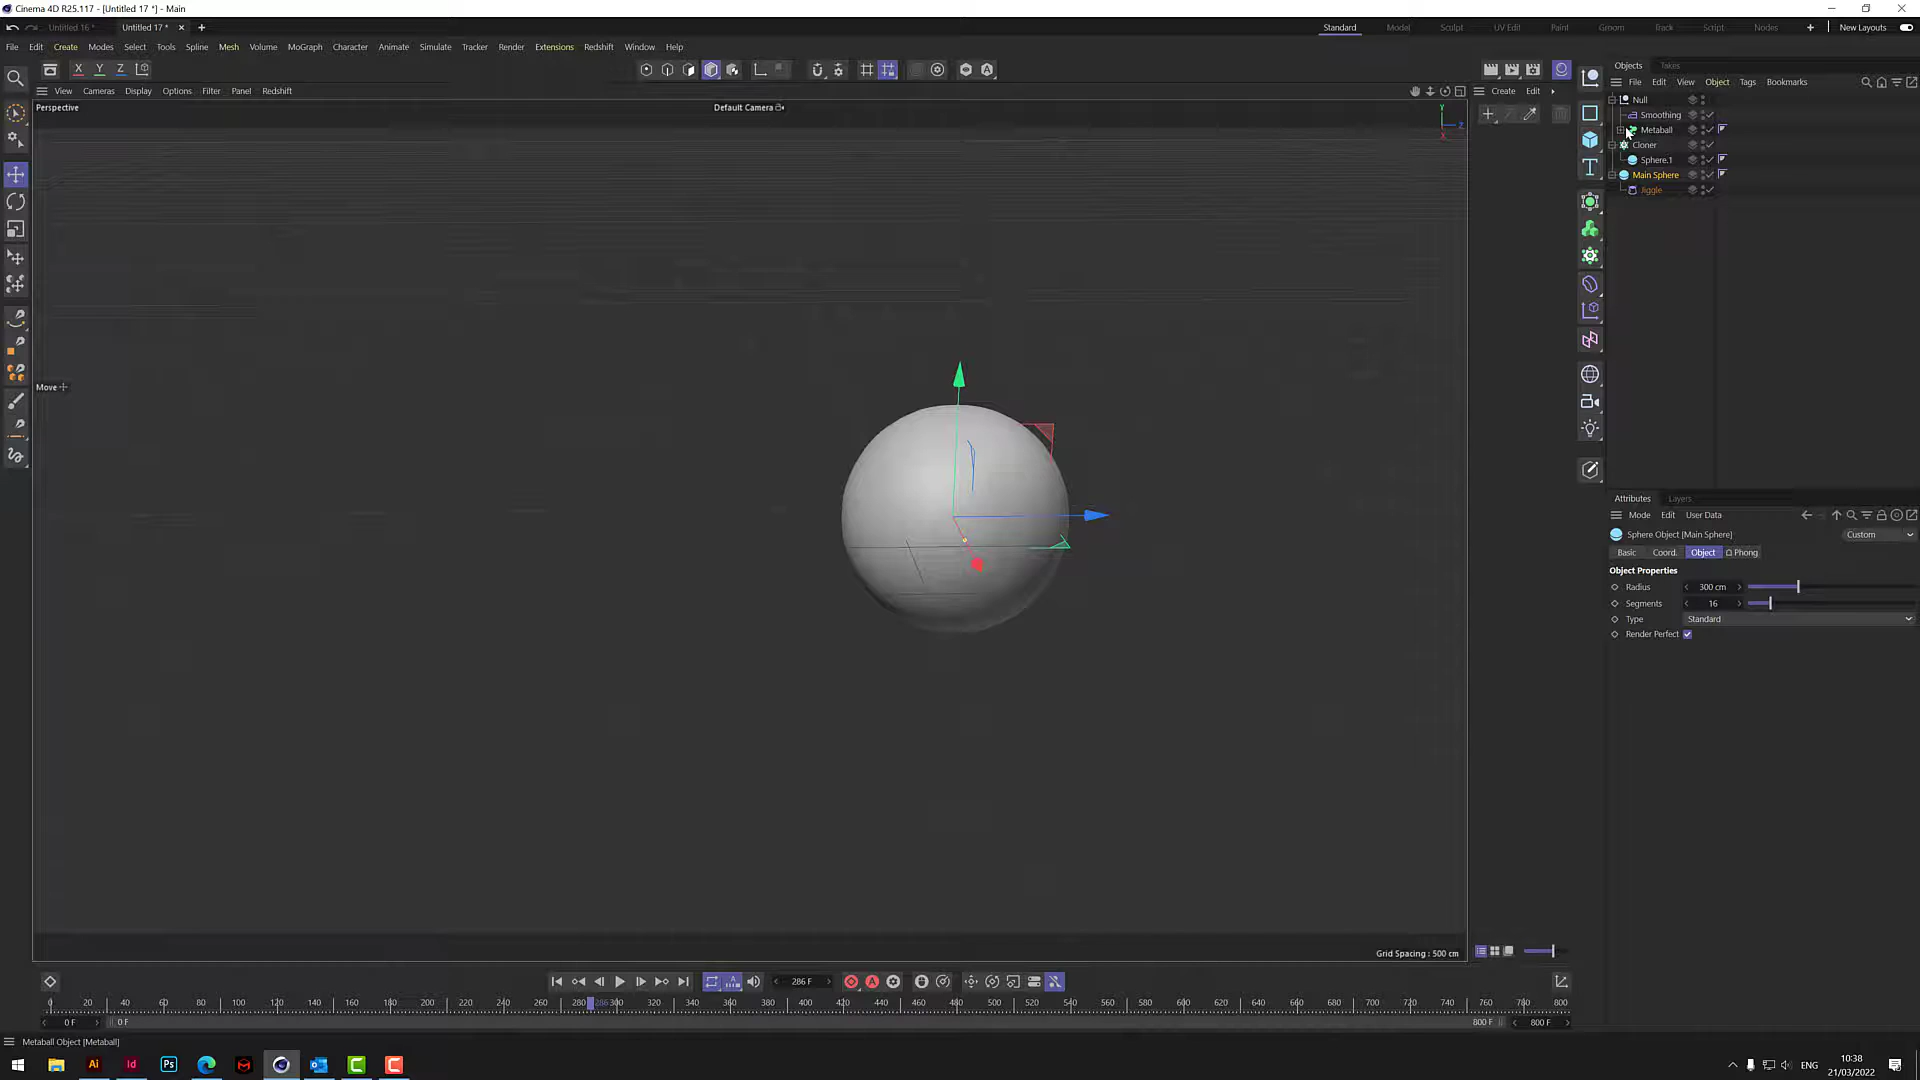 Cinema 4D R25.117 - [Untitled 17 *] - Main
Untitled 16 *
Untitled 17 *
Standard
Model
Sculpt
UV Edit
Paint
Groom
Track
Script
Nodes
New Layouts
File Edit Create Modes Select Tools Spline Mesh Volume MoGraph Character Animate Simulate Tracker Render Extensions Redshift Window Help
X Y Z
View Cameras Display Options Filter Panel Redshift
Create Edit
Perspective
Default Camera
Y
Z
X
Move
Grid Spacing : 500 cm
Objects Takes
File Edit View Object Tags Bookmarks
Null
Smoothing
Metaball
Cloner
Sphere.1
Main Sphere
Jiggle
Attributes Layers
Mode Edit User Data
Sphere Object [Main Sphere]
Custom
Basic Coord. Object Phong
Object Properties
Radius 300 cm
Segments 16
Type Standard
Render Perfect
286 F
0 20 40 60 80 100 120 140 160 180 200 220 240 260 280 286 300 320 340 360 380 400 420 440 460 480 500 520 540 560 580 600 620 640 660 680 700 720 740 760 780 800
0 F 0 F 800 F 800 F
Metaball Object [Metaball]
Ai Id Ps
ENG
10:38
21/03/2022